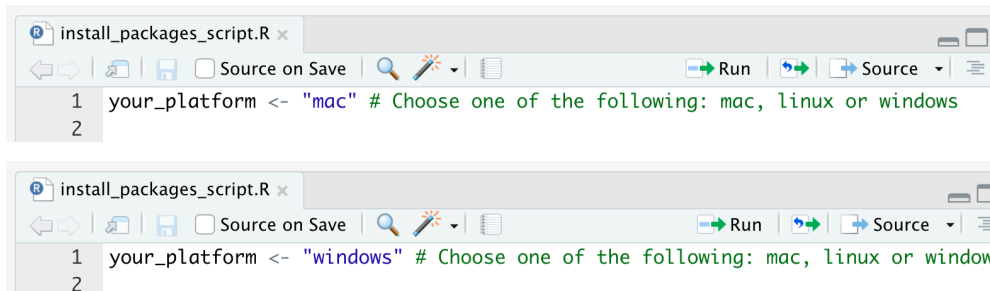 install_packages_script.R
Source on Save Run Source
1 your_platform <- "mac" # Choose one of the following: mac, linux or windows
2
install_packages_script.R
Source on Save Run Source
1 your_platform <- "windows" # Choose one of the following: mac, linux or window
2